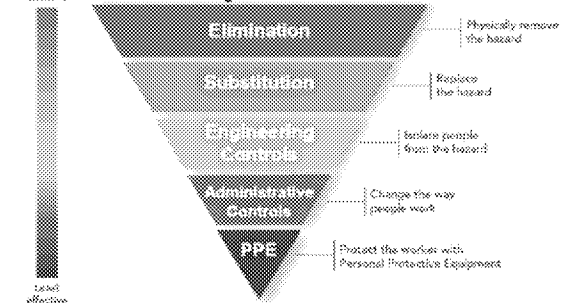 Elimination
Physically remove
the hazard
Substitution
Replace
the hazard
Engineering
Controls
Isolate people
from the hazard
Administrative
Controls
Change the way
people work
PPE
Protect the worker with
Personal Protective Equipment
Least
effective